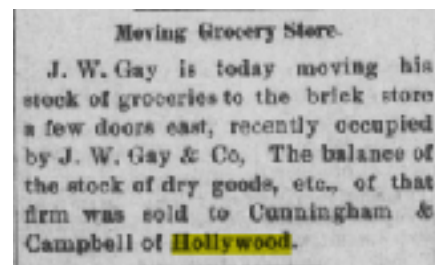 Moving Grocery Store.
J. W. Gay is today moving his
stock of groceries to the brick store
a few doors east, recently occupied
by J. W. Gay & Co, The balance of
the stock of dry goods, etc., of that
firm was sold to Cunningham &
Campbell of Hollywood.